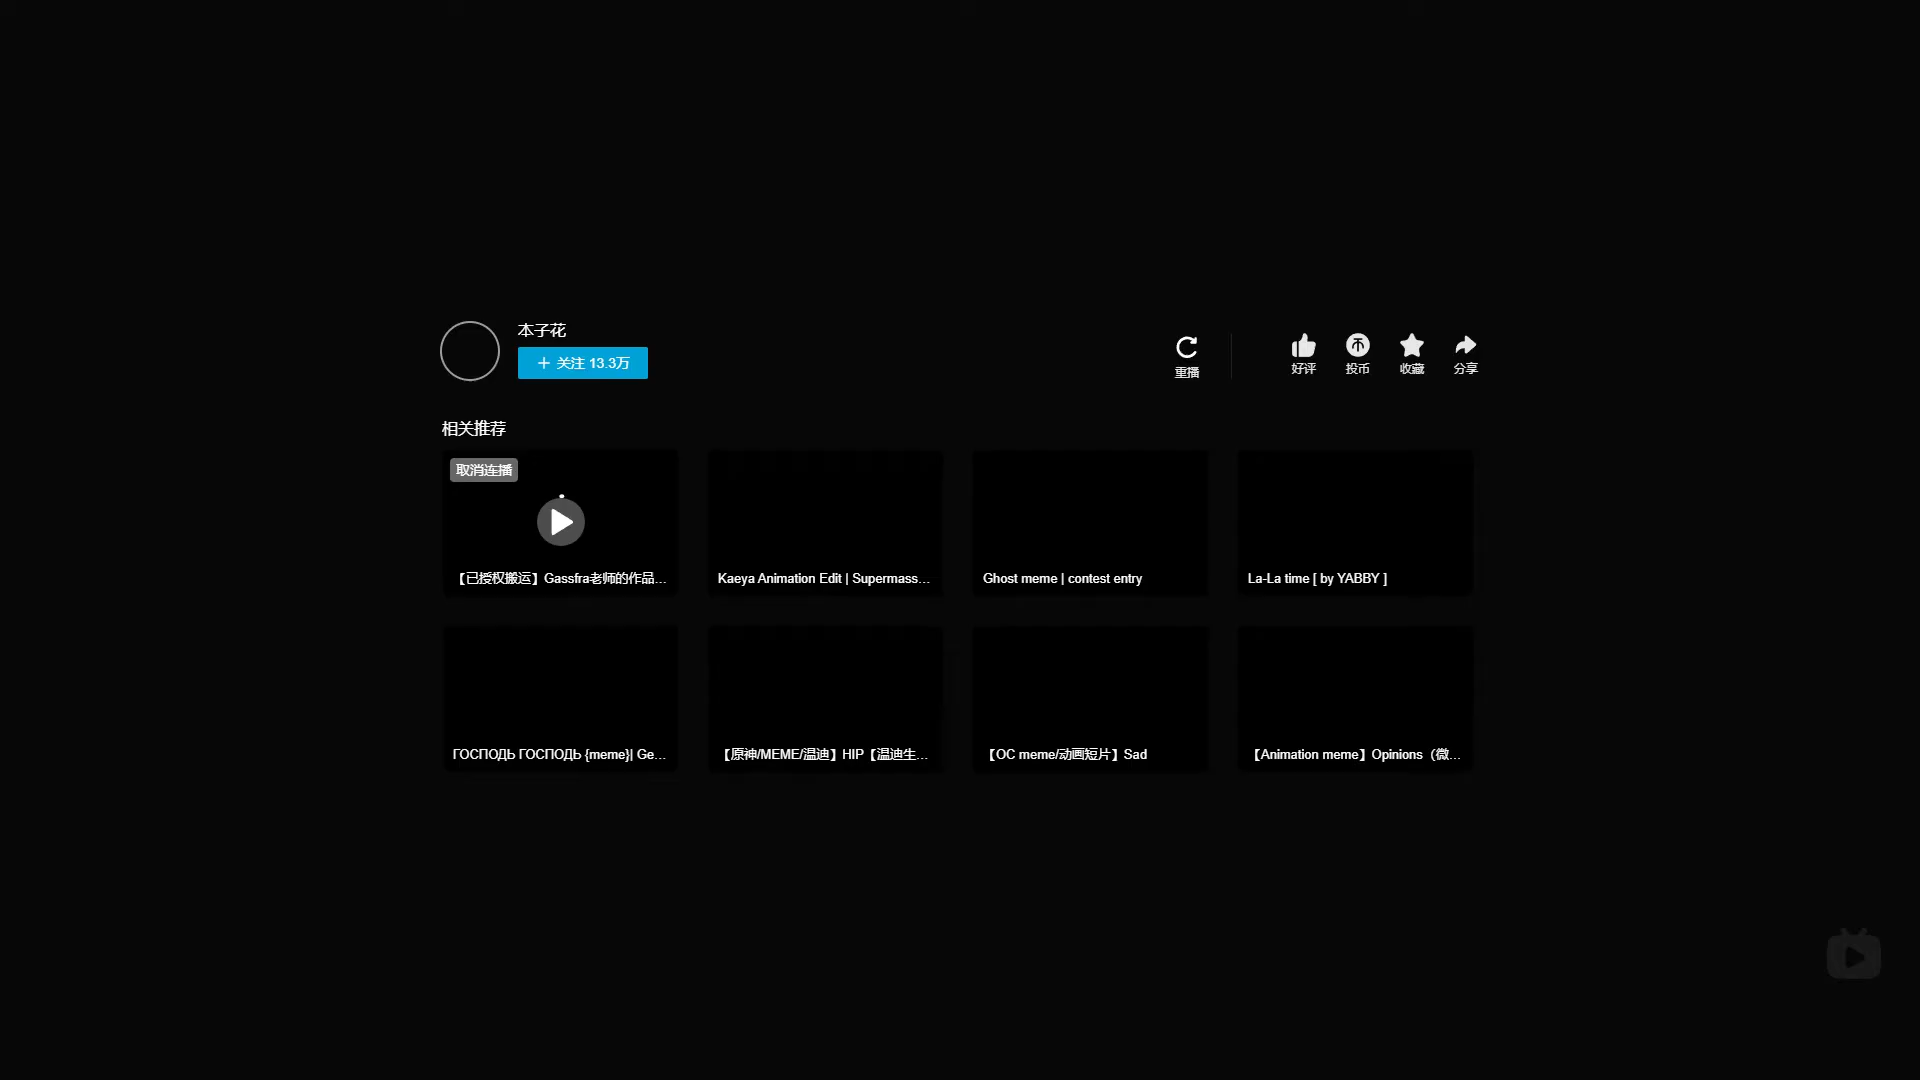 本子花
+ 关注 13.3万
重播
好评
投币
收藏
分享
相关推荐
取消连播
【已授权搬运】Gassfra老师的作品...
Kaeya Animation Edit | Supermass...
Ghost meme | contest entry
La-La time [ by YABBY ]
ГОСПОДЬ ГОСПОДЬ {meme}| Ge...
【原神/MEME/温迪】HIP【温迪生...
【OC meme/动画短片】Sad
【Animation meme】Opinions（微...